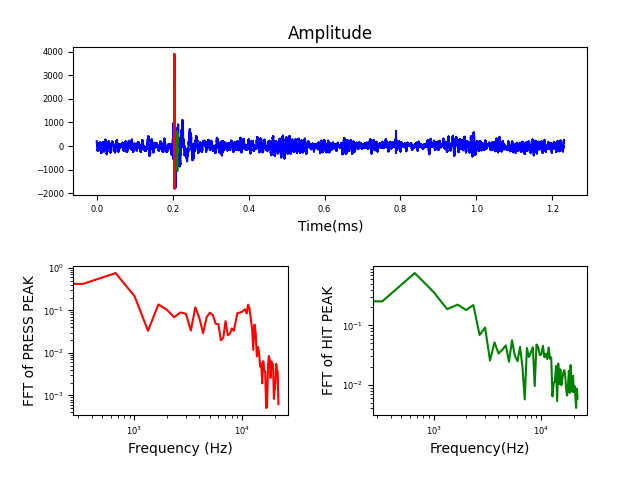 Amplitude
4000
3000
2000
1000
0
−1000
−2000
0.0 0.2 0.4 0.6 0.8 1.0 1.2
Time(ms)
FFT of PRESS PEAK
10⁰
10⁻¹
10⁻²
10⁻³
10³ 10⁴
Frequency (Hz)
FFT of HIT PEAK
10⁻¹
10⁻²
10³ 10⁴
Frequency(Hz)